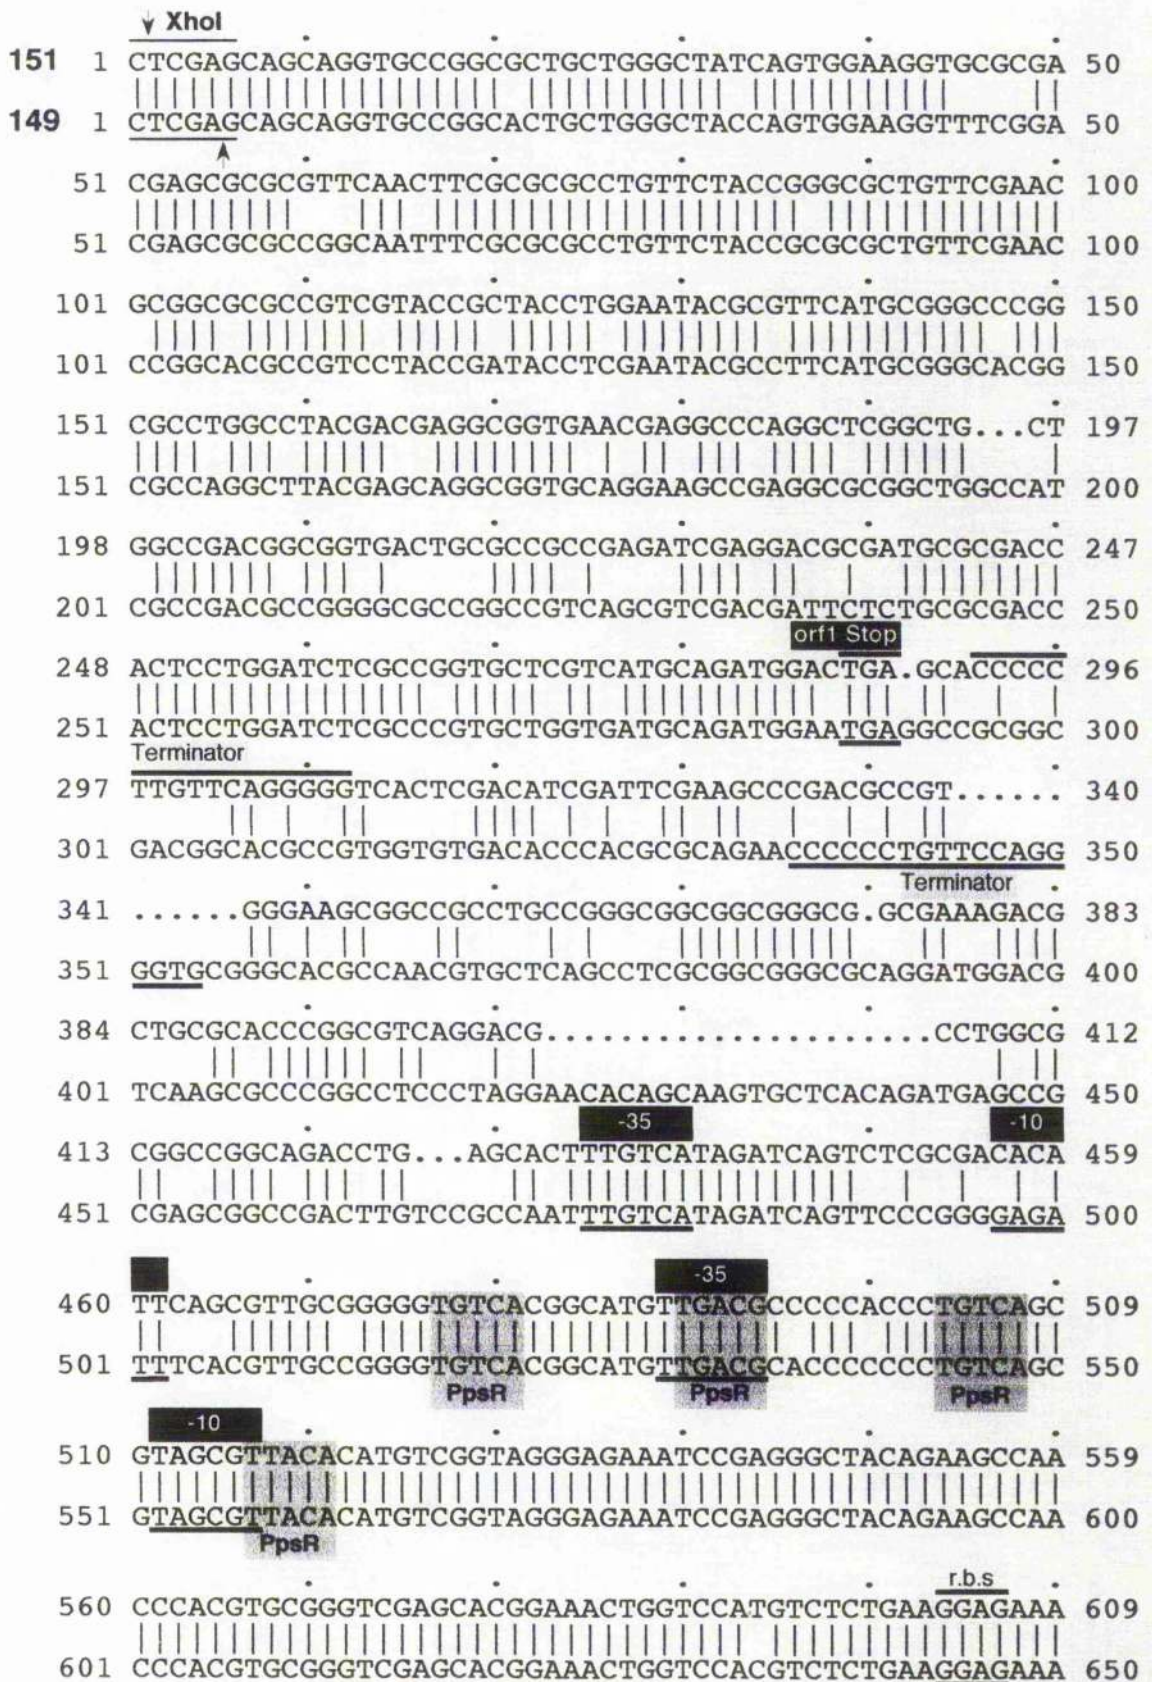 XhoI
151 1 CTCGAGCAGCAGGTGCCGGCGCTGCTGGGCTATCAGTGGAAGGTGCGCGA 50
149 1 CTCGAGCAGCAGGTGCCGGCACTGCTGGGCTACCAGTGGAAGGTTTCGGA 50
51 CGAGCGCGCGTTCAACTTCGCGCGCCTGTTCTACCGGGCGCTGTTCGAAC 100
51 CGAGCGCGCCGGCAATTTCGCGCGCCTGTTCTACCGCGCGCTGTTCGAAC 100
101 GCGGCGCGCCGTCGTACCGCTACCTGGAATACGCGTTCATGCGGGCCCGG 150
101 CCGGCACGCCGTCCTACCGATACCTCGAATACGCCTTCATGCGGGCACGG 150
151 CGCCTGGCCTACGACGAGGCGGTGAACGAGGCCCAGGCTCGGCTG...CT 197
151 CGCCAGGCTTACGAGCAGGCGGTGCAGGAAGCCGAGGCGCGGCTGGCCAT 200
198 GGCCGACGGCGGTGACTGCGCCGCCGAGATCGAGGACGCGATGCGCGACC 247
201 CGCCGACGCCGGGGCGCCGGCCGTCAGCGTCGACGATTCTCTGCGCGACC 250
orf1 Stop
248 ACTCCTGGATCTCGCCGGTGCTCGTCATGCAGATGGACTGA.GCACCCCC 296
251 ACTCCTGGATCTCGCCCGTGCTGGTGATGCAGATGGAATGAGGCCGCGGC 300
Terminator
297 TTGTTCAGGGGGTCACTCGACATCGATTCGAAGCCCGACGCCGT...... 340
301 GACGGCACGCCGTGGTGTGACACCCACGCGCAGAACCCCCCTGTTCCAGG 350
Terminator
341 ......GGGAAGCGGCCGCCTGCCGGGCGGCGGCGGGCG.GCGAAAGACG 383
351 GGTGCGGGCACGCCAACGTGCTCAGCCTCGCGGCGGGCGCAGGATGGACG 400
384 CTGCGCACCCGGCGTCAGGACG.....................CCTGGCG 412
401 TCAAGCGCCCGGCCTCCCTAGGAACACAGCAAGTGCTCACAGATGAGCCG 450
-35 -10
413 CGGCCGGCAGACCTG...AGCACTTTGTCATAGATCAGTCTCGCGACACA 459
451 CGAGCGGCCGACTTGTCCGCCAATTTGTCATAGATCAGTTCCCGGGGAGA 500
-35
460 TTCAGCGTTGCGGGGGTGTCACGGCATGTTGACGCCCCCACCCTGTCAGC 509
501 TTTCACGTTGCCGGGGTGTCACGGCATGTTGACGCACCCCCCCTGTCAGC 550
PpsR PpsR PpsR
-10
510 GTAGCGTTACACATGTCGGTAGGGAGAAATCCGAGGGCTACAGAAGCCAA 559
551 GTAGCGTTACACATGTCGGTAGGGAGAAATCCGAGGGCTACAGAAGCCAA 600
PpsR
r.b.s
560 CCCACGTGCGGGTCGAGCACGGAAACTGGTCCATGTCTCTGAAGGAGAAA 609
601 CCCACGTGCGGGTCGAGCACGGAAACTGGTCCACGTCTCTGAAGGAGAAA 650